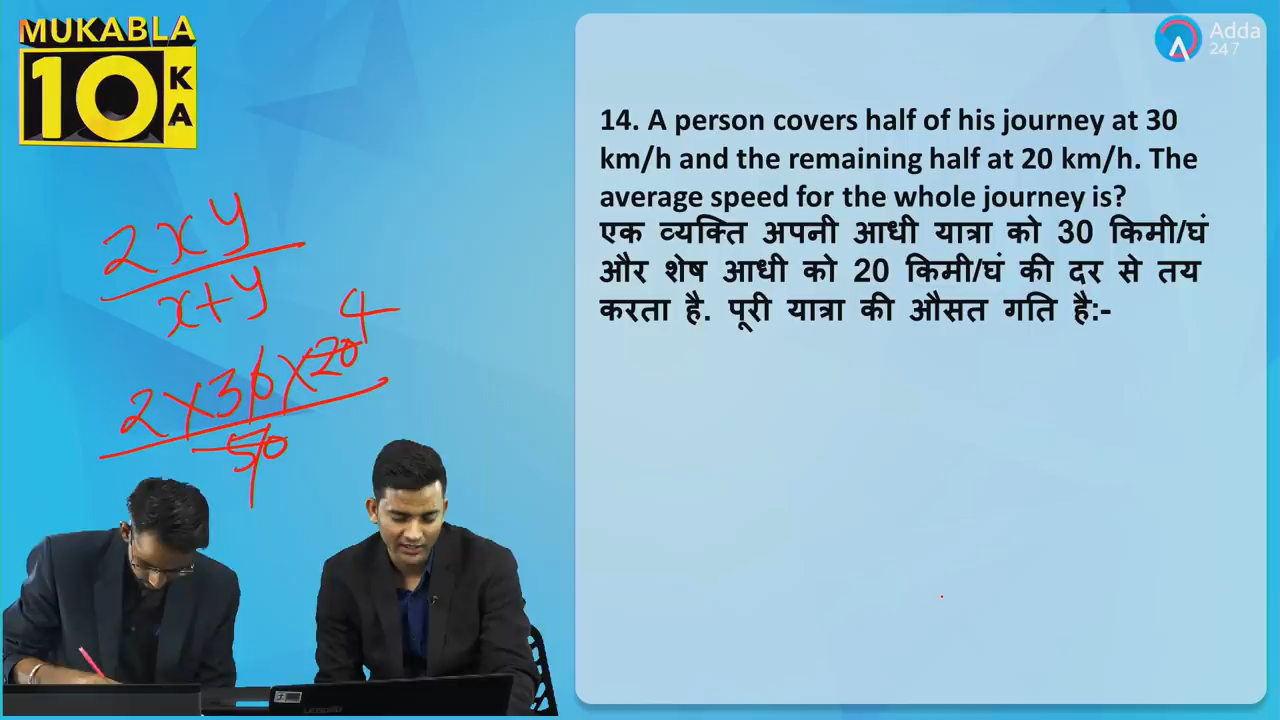 MUKABLA
10 KA
Adda
247
14. A person covers half of his journey at 30
km/h and the remaining half at 20 km/h. The
average speed for the whole journey is?
एक व्यक्ति अपनी आधी यात्रा को 30 किमी/घं
और शेष आधी को 20 किमी/घं की दर से तय
करता है. पूरी यात्रा की औसत गति है:-
2xy
x+y
4
2×30×20
50